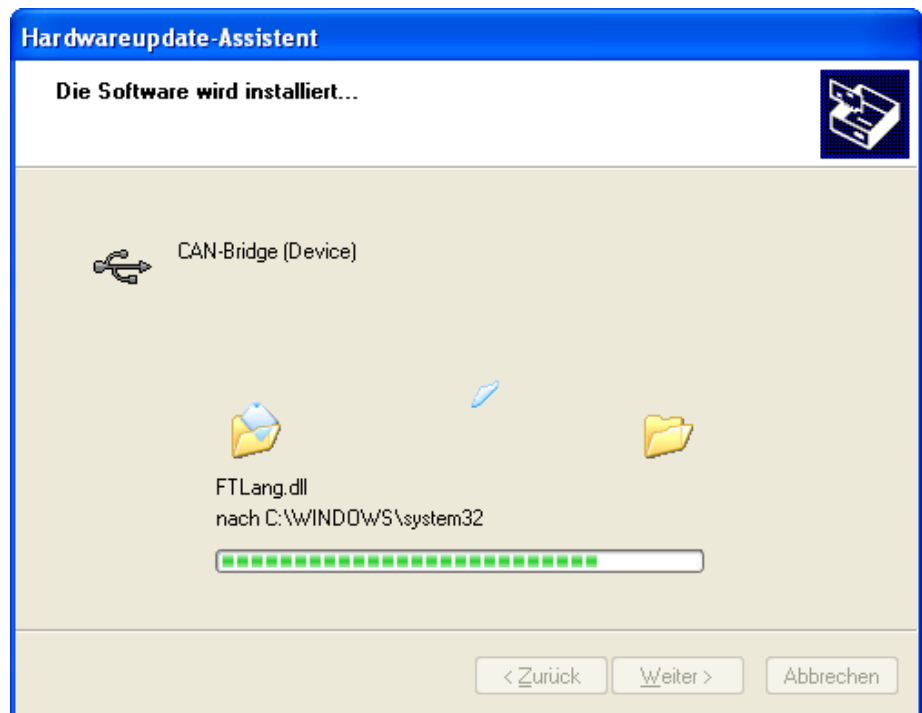 Hardwareupdate-Assistent
Die Software wird installiert...
CAN-Bridge (Device)
FTLang.dll
nach C:\WINDOWS\system32
< Zurück
Weiter >
Abbrechen